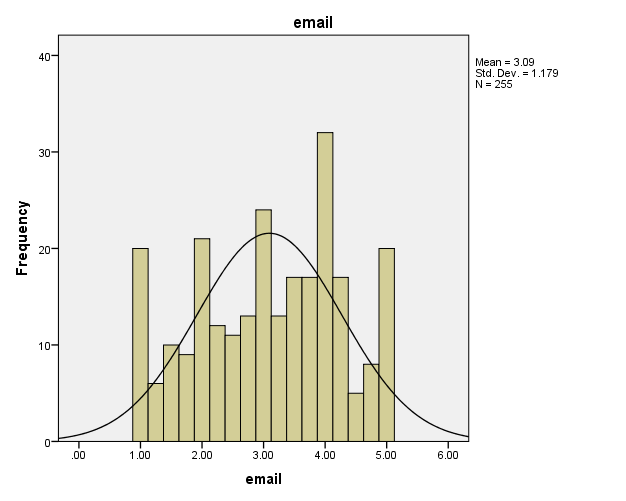 email
Mean = 3.09
Std. Dev. = 1.179
N = 255
Frequency
40
30
20
10
0
.00 1.00 2.00 3.00 4.00 5.00 6.00
email